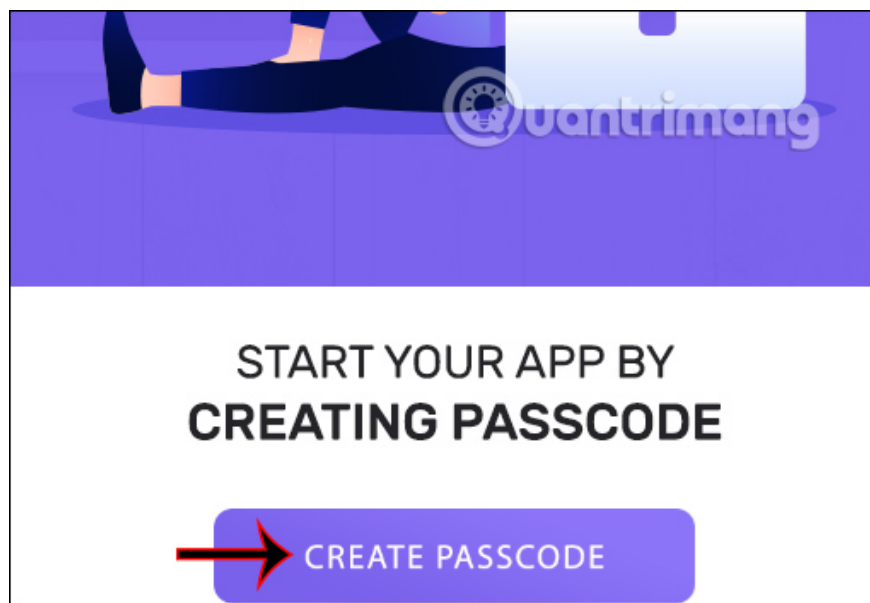 Quantrimang
START YOUR APP BY
CREATING PASSCODE
CREATE PASSCODE